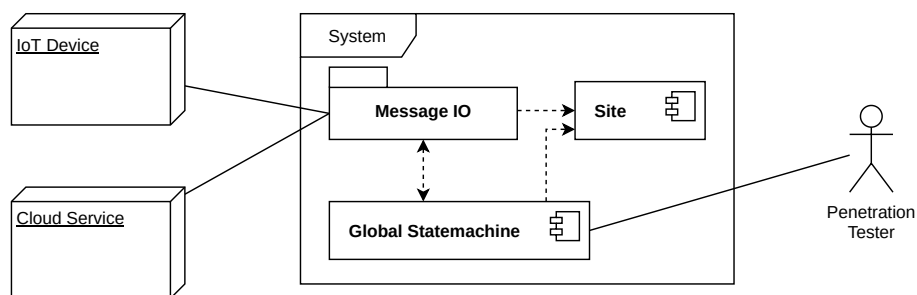 IoT Device
System
Message IO
Site
Cloud Service
Global Statemachine
Penetration
Tester